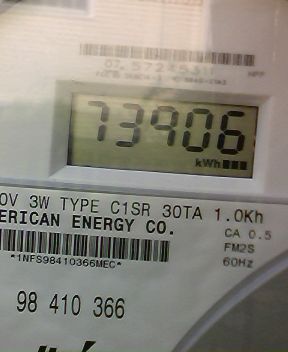 73906
kWh
0V 3W TYPE C1SR 30TA 1.0Kh
ERICAN ENERGY CO.
CA 0.5
FM2S
*1NFS98410366MEC*
60Hz
98 410 366